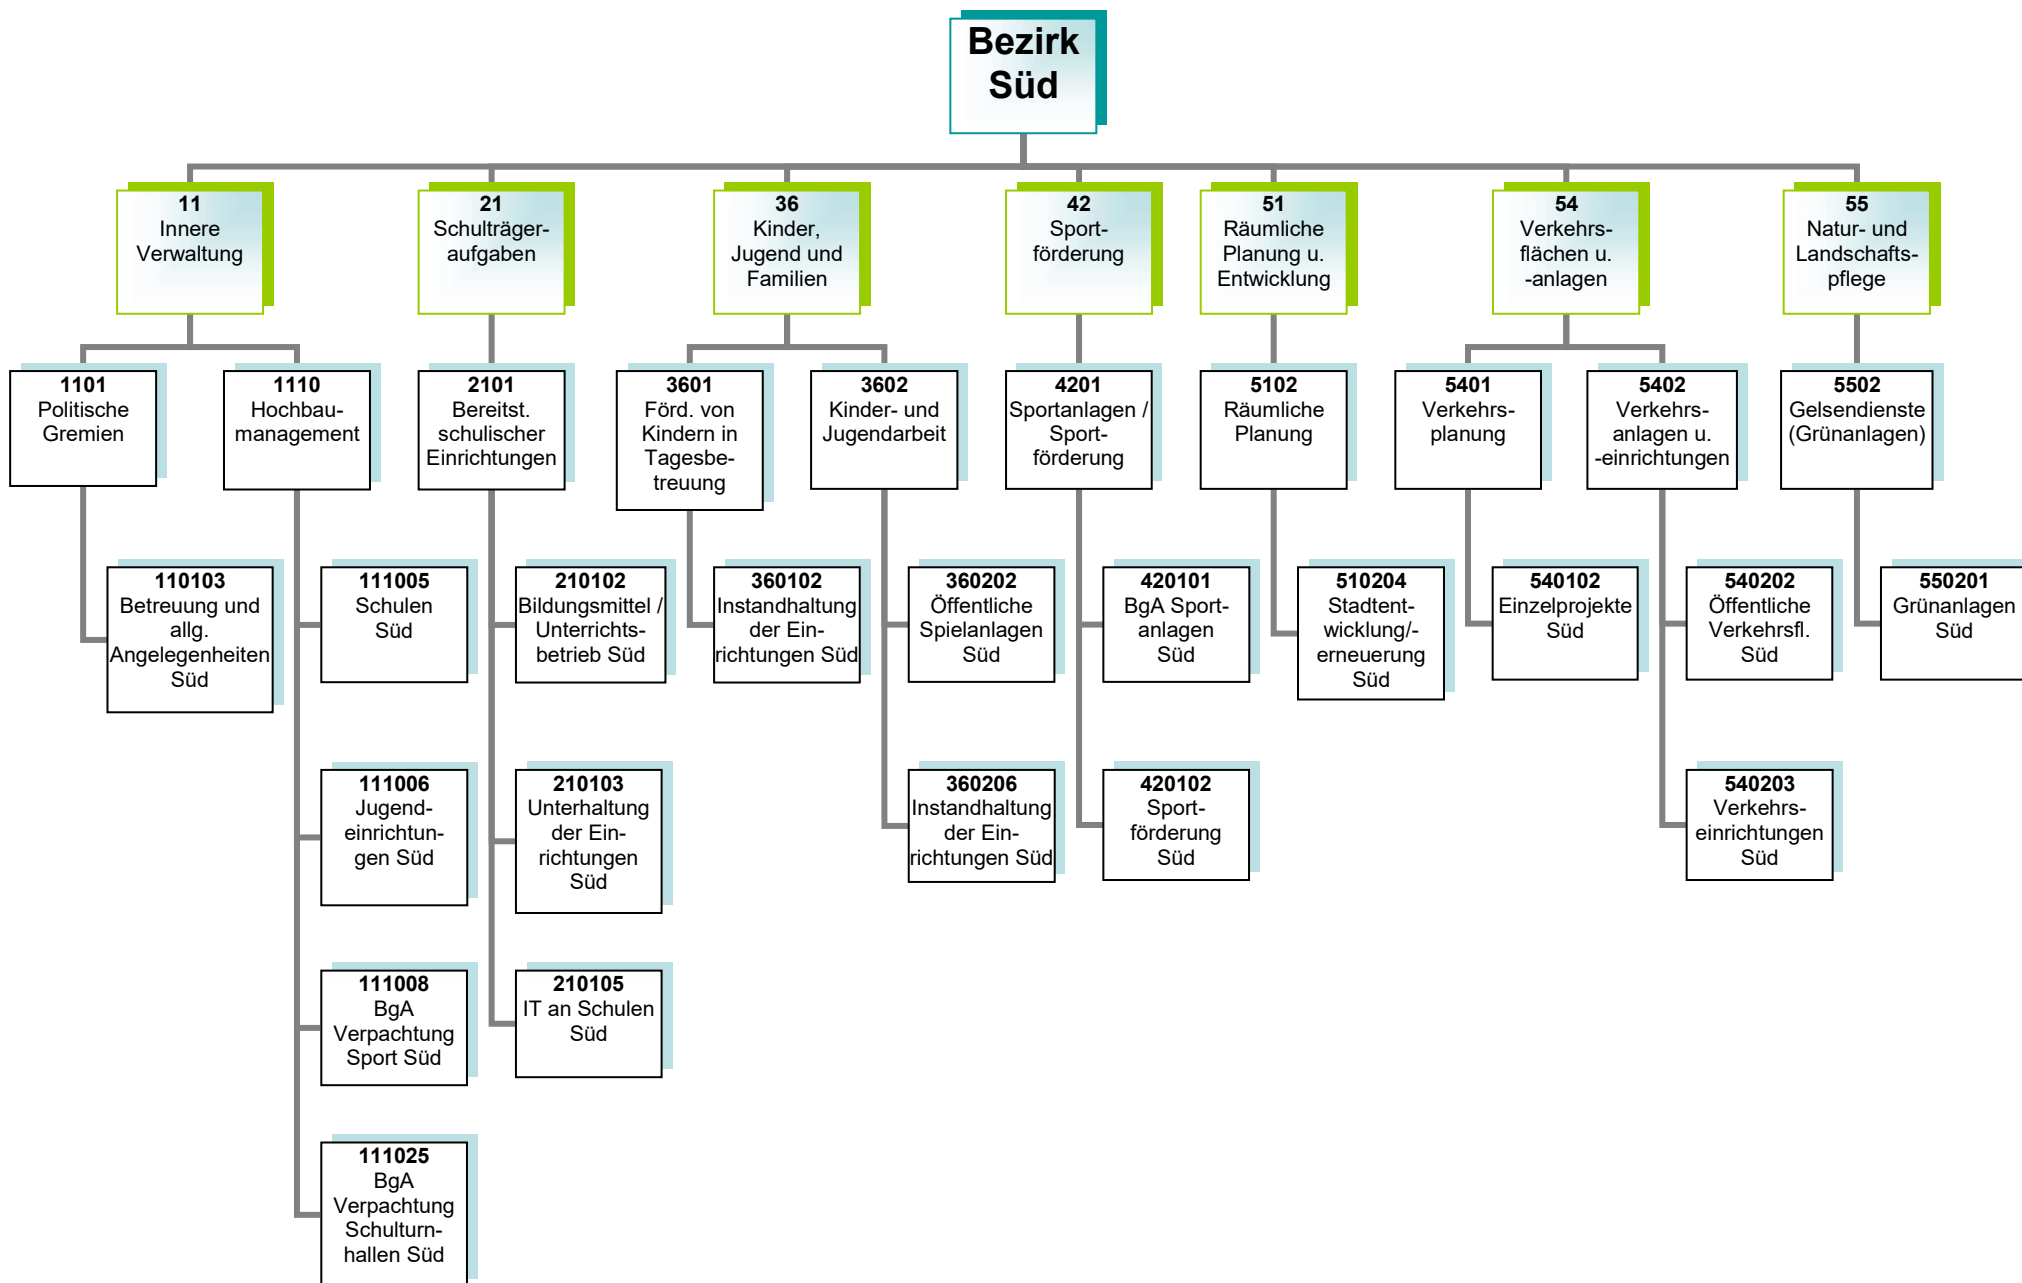 Bezirk
Süd
11
Innere
Verwaltung
21
Schulträger-
aufgaben
36
Kinder,
Jugend und
Familien
42
Sport-
förderung
51
Räumliche
Planung u.
Entwicklung
54
Verkehrs-
flächen u.
-anlagen
55
Natur- und
Landschafts-
pflege
1101
Politische
Gremien
1110
Hochbau-
management
2101
Bereitst.
schulischer
Einrichtungen
3601
Förd. von
Kindern in
Tagesbe-
treuung
3602
Kinder- und
Jugendarbeit
4201
Sportanlagen /
Sport-
förderung
5102
Räumliche
Planung
5401
Verkehrs-
planung
5402
Verkehrs-
anlagen u.
-einrichtungen
5502
Gelsendienste
(Grünanlagen)
110103
Betreuung und
allg.
Angelegenheiten
Süd
111005
Schulen
Süd
210102
Bildungsmittel /
Unterrichts-
betrieb Süd
360102
Instandhaltung
der Ein-
richtungen Süd
360202
Öffentliche
Spielanlagen
Süd
420101
BgA Sport-
anlagen
Süd
510204
Stadtent-
wicklung/-
erneuerung
Süd
540102
Einzelprojekte
Süd
540202
Öffentliche
Verkehrsfl.
Süd
550201
Grünanlagen
Süd
111006
Jugend-
einrichtun-
gen Süd
210103
Unterhaltung
der Ein-
richtungen
Süd
360206
Instandhaltung
der Ein-
richtungen Süd
420102
Sport-
förderung
Süd
540203
Verkehrs-
einrichtungen
Süd
111008
BgA
Verpachtung
Sport Süd
210105
IT an Schulen
Süd
111025
BgA
Verpachtung
Schulturn-
hallen Süd